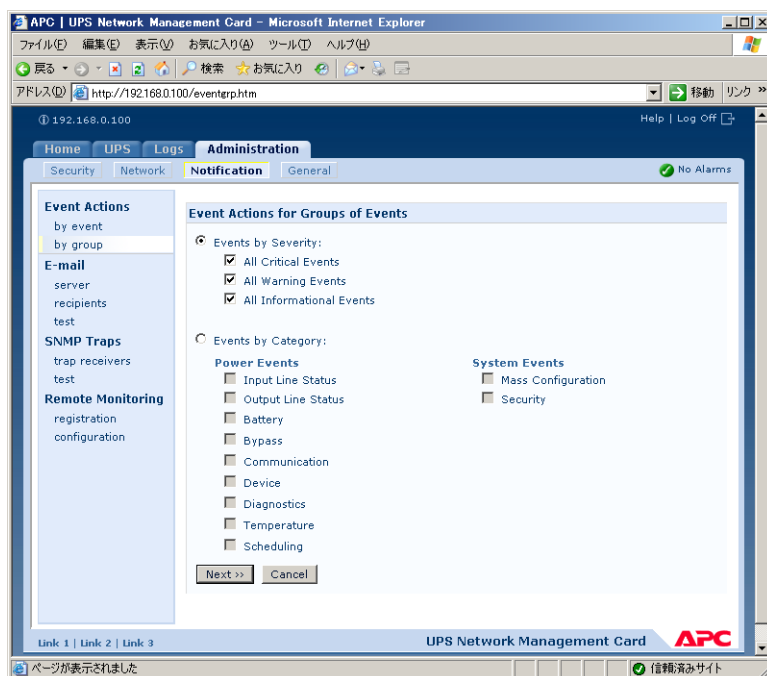 APC | UPS Network Management Card - Microsoft Internet Explorer
ファイル(F) 編集(E) 表示(V) お気に入り(A) ツール(T) ヘルプ(H)
戻る 検索 お気に入り
アドレス(D) http://192.168.0.100/eventgrp.htm 移動 リンク »
192.168.0.100 Help | Log Off
Home UPS Logs Administration
Security Network Notification General No Alarms
Event Actions
by event
by group
E-mail
server
recipients
test
SNMP Traps
trap receivers
test
Remote Monitoring
registration
configuration
Event Actions for Groups of Events
Events by Severity:
All Critical Events
All Warning Events
All Informational Events
Events by Category:
Power Events
Input Line Status
Output Line Status
Battery
Bypass
Communication
Device
Diagnostics
Temperature
Scheduling
System Events
Mass Configuration
Security
Next >> Cancel
Link 1 | Link 2 | Link 3 UPS Network Management Card APC
ページが表示されました 信頼済みサイト